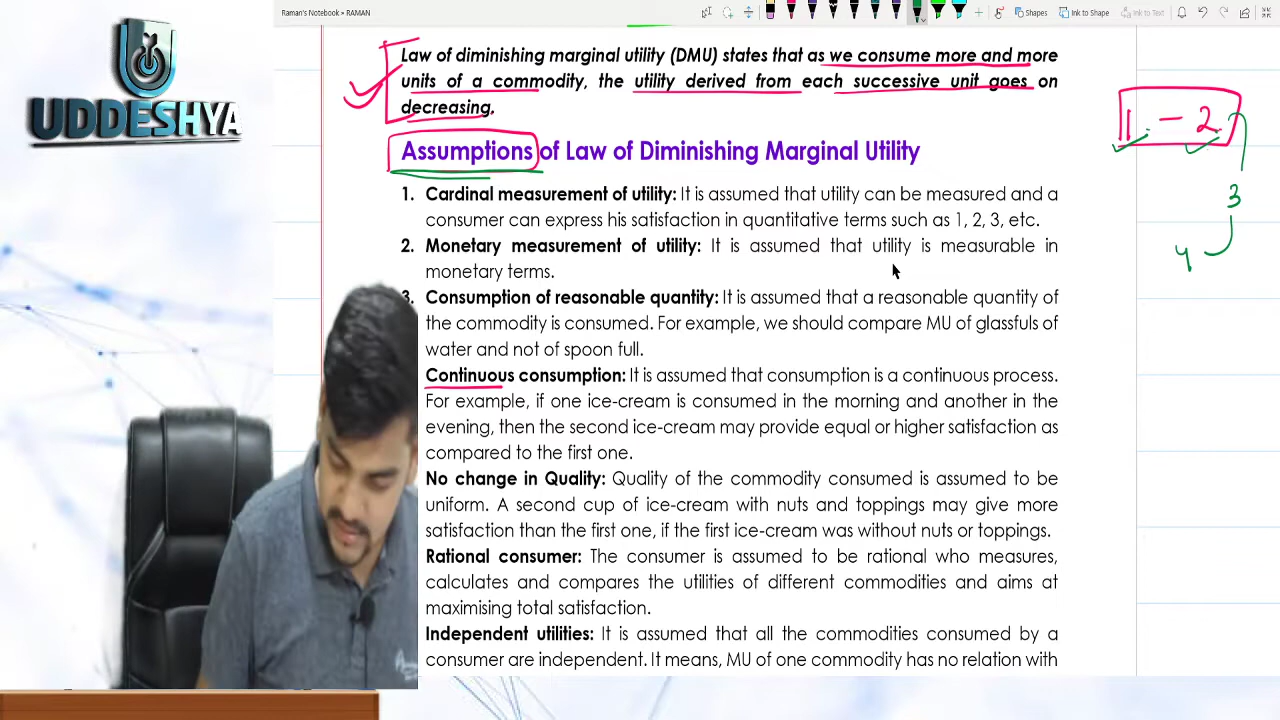 Raman's Notebook » RAMAN
Shapes
Ink to Shape
Ink to Text
UDDESHYA
Law of diminishing marginal utility (DMU) states that as we consume more and more
units of a commodity, the utility derived from each successive unit goes on
decreasing.
1 - 2
3
4
Assumptions of Law of Diminishing Marginal Utility
1. Cardinal measurement of utility: It is assumed that utility can be measured and a
consumer can express his satisfaction in quantitative terms such as 1, 2, 3, etc.
2. Monetary measurement of utility: It is assumed that utility is measurable in
monetary terms.
3. Consumption of reasonable quantity: It is assumed that a reasonable quantity of
the commodity is consumed. For example, we should compare MU of glassfuls of
water and not of spoon full.
Continuous consumption: It is assumed that consumption is a continuous process.
For example, if one ice-cream is consumed in the morning and another in the
evening, then the second ice-cream may provide equal or higher satisfaction as
compared to the first one.
No change in Quality: Quality of the commodity consumed is assumed to be
uniform. A second cup of ice-cream with nuts and toppings may give more
satisfaction than the first one, if the first ice-cream was without nuts or toppings.
Rational consumer: The consumer is assumed to be rational who measures,
calculates and compares the utilities of different commodities and aims at
maximising total satisfaction.
Independent utilities: It is assumed that all the commodities consumed by a
consumer are independent. It means, MU of one commodity has no relation with